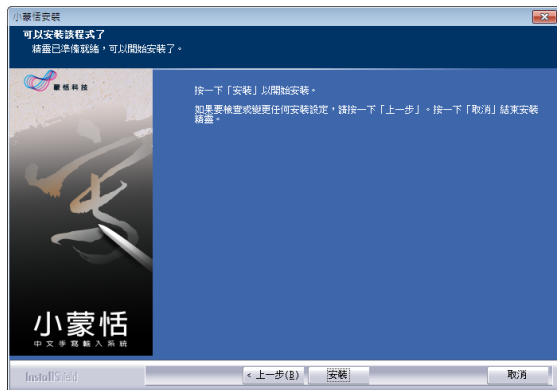 小蒙恬安裝
可以安裝該程式了
精靈已準備就緒，可以開始安裝了。
蒙恬科技
按一下「安裝」以開始安裝。
如果要檢查或變更任何安裝設定，請按一下「上一步」。按一下「取消」結束安裝
精靈。
小蒙恬
中文手寫輸入系統
InstallShield
< 上一步(B)
安裝
取消